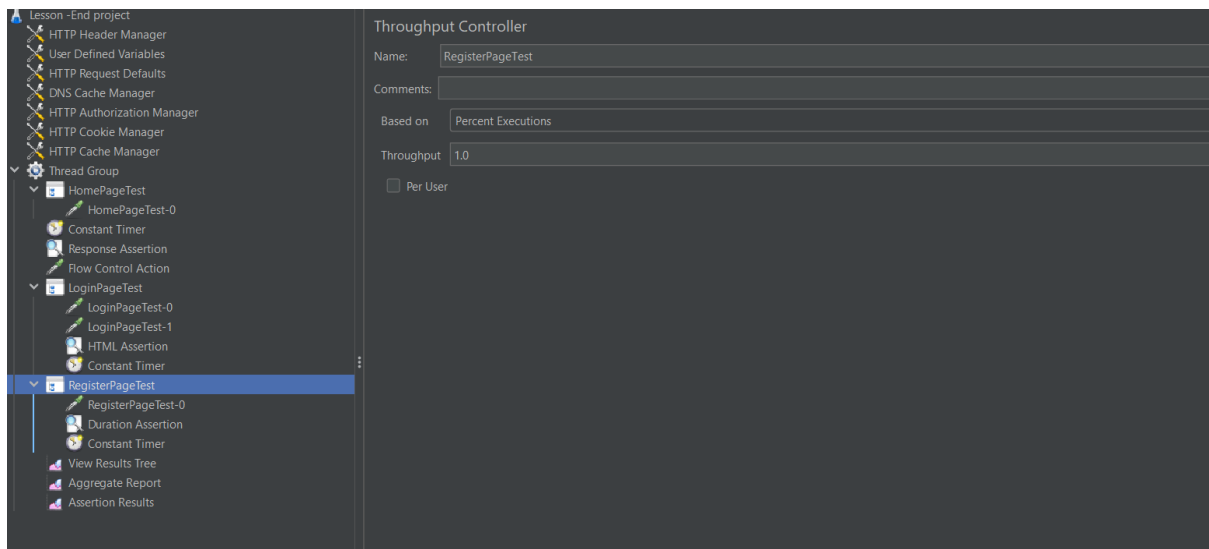 Lesson -End project
HTTP Header Manager
User Defined Variables
HTTP Request Defaults
DNS Cache Manager
HTTP Authorization Manager
HTTP Cookie Manager
HTTP Cache Manager
Thread Group
HomePageTest
HomePageTest-0
Constant Timer
Response Assertion
Flow Control Action
LoginPageTest
LoginPageTest-0
LoginPageTest-1
HTML Assertion
Constant Timer
RegisterPageTest
RegisterPageTest-0
Duration Assertion
Constant Timer
View Results Tree
Aggregate Report
Assertion Results
Throughput Controller
Name: RegisterPageTest
Comments:
Based on Percent Executions
Throughput 1.0
Per User